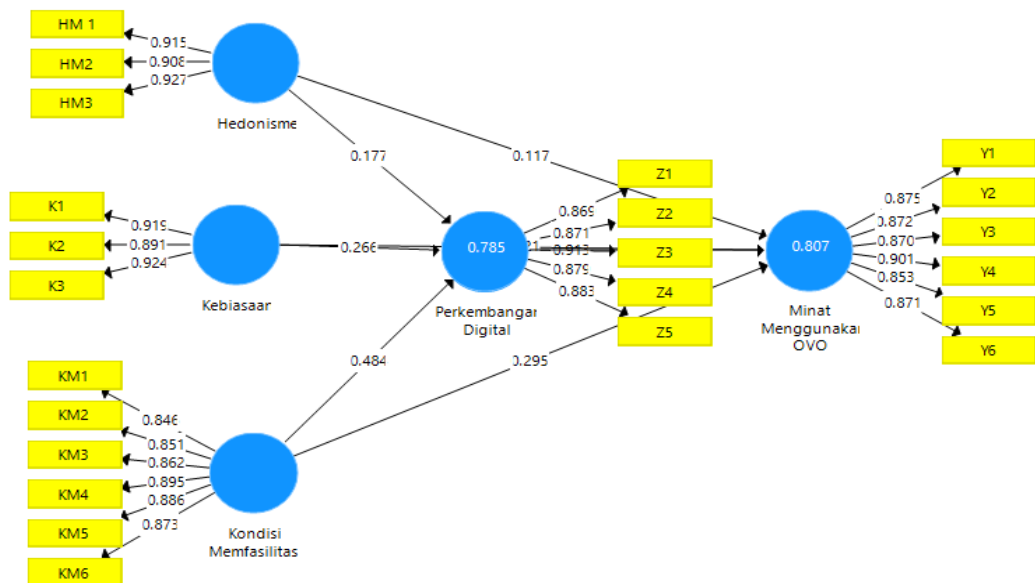 HM 1
HM2
HM3
0.915
0.908
0.927
Hedonisme
0.177
0.117
K1
K2
K3
0.919
0.891
0.924
Kebiasaar
0.266
0.785
Perkembangar
Digital
Z1
Z2
Z3
Z4
Z5
0.869
0.871
0.913
0.879
0.883
0.807
Minat
Menggunakar
OVO
Y1
Y2
Y3
Y4
Y5
Y6
0.875
0.872
0.870
0.901
0.853
0.871
0.484
0.295
KM1
KM2
KM3
KM4
KM5
KM6
0.846
0.851
0.862
0.895
0.886
0.873
Kondisi
Memfasilitas